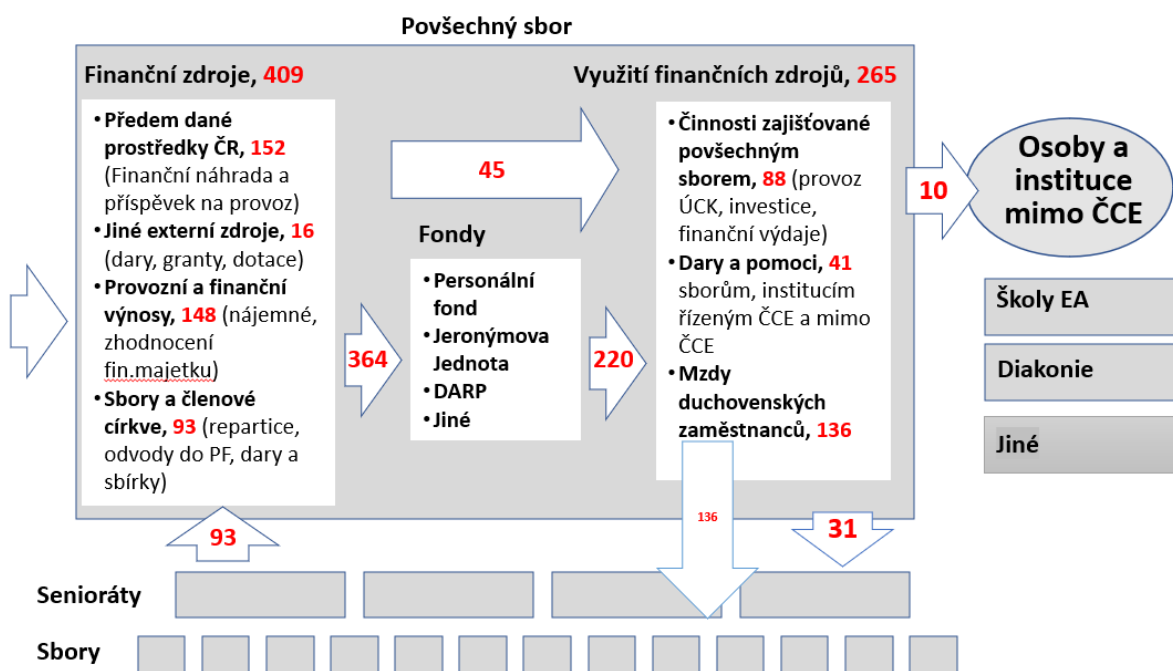 Povšechný sbor
Finanční zdroje, 409
• Předem dané
prostředky ČR, 152
(Finanční náhrada a
příspěvek na provoz)
• Jiné externí zdroje, 16
(dary, granty, dotace)
• Provozní a finanční
výnosy, 148 (nájemné,
zhodnocení
fin.majetku)
• Sbory a členové
církve, 93 (repartice,
odvody do PF, dary a
sbírky)
93
45
364
Fondy
• Personální
fond
• Jeronýmova
Jednota
• DARP
• Jiné
220
Využití finančních zdrojů, 265
• Činnosti zajišťované
povšechným
sborem, 88 (provoz
ÚCK, investice,
finanční výdaje)
• Dary a pomoci, 41
sborům, institucím
řízeným ČCE a mimo
ČCE
• Mzdy
duchovenských
zaměstnanců, 136
136
31
10
Osoby a
instituce
mimo ČCE
Školy EA
Diakonie
Jiné
Senioráty
Sbory